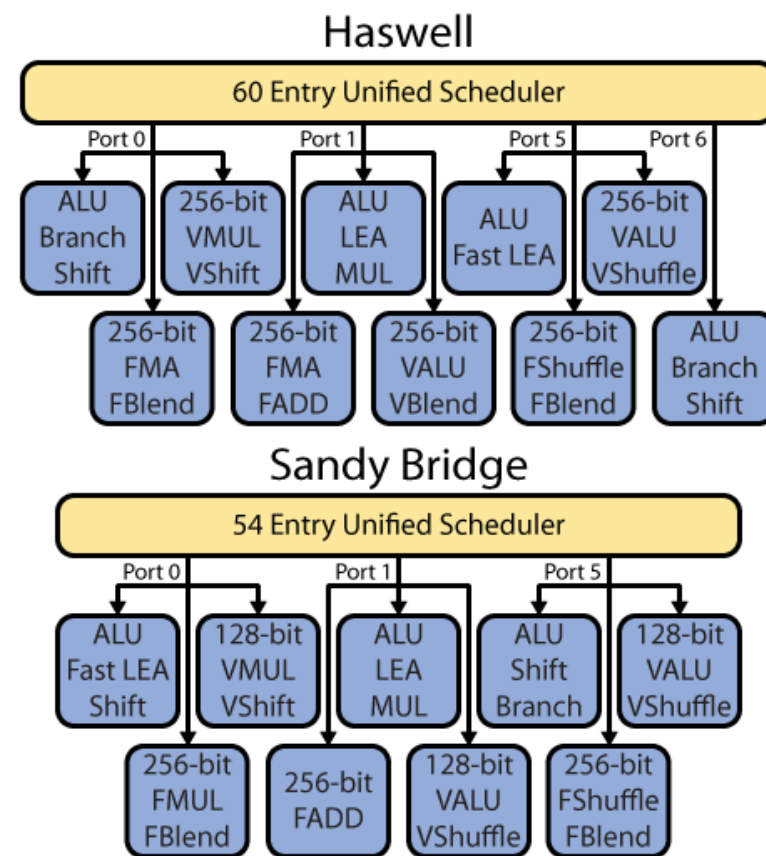 Haswell
60 Entry Unified Scheduler
Port 0
Port 1
Port 5
Port 6
ALU
Branch
Shift
256-bit
VMUL
VShift
ALU
LEA
MUL
ALU
Fast LEA
256-bit
VALU
VShuffle
256-bit
FMA
FBlend
256-bit
FMA
FADD
256-bit
VALU
VBlend
256-bit
FShuffle
FBlend
ALU
Branch
Shift
Sandy Bridge
54 Entry Unified Scheduler
Port 0
Port 1
Port 5
ALU
Fast LEA
Shift
128-bit
VMUL
VShift
ALU
LEA
MUL
ALU
Shift
Branch
128-bit
VALU
VShuffle
256-bit
FMUL
FBlend
256-bit
FADD
128-bit
VALU
VShuffle
256-bit
FShuffle
FBlend